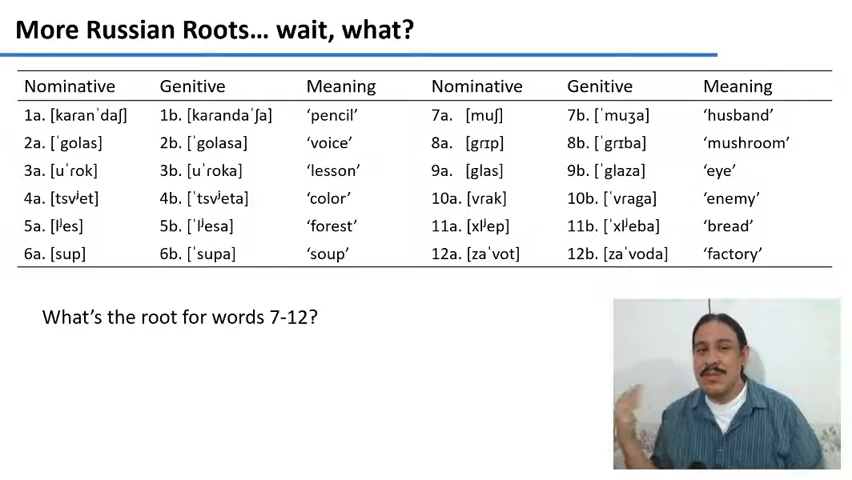 More Russian Roots… wait, what?
Nominative Genitive Meaning Nominative Genitive Meaning
1a. [karanˈdaʃ] 1b. [karandaˈʃa] ‘pencil’ 7a. [muʃ] 7b. [ˈmuʒa] ‘husband’
2a. [ˈgolas] 2b. [ˈgolasa] ‘voice’ 8a. [grɪp] 8b. [ˈgrɪba] ‘mushroom’
3a. [uˈrok] 3b. [uˈroka] ‘lesson’ 9a. [glas] 9b. [ˈglaza] ‘eye’
4a. [tsvʲet] 4b. [ˈtsvʲeta] ‘color’ 10a. [vrak] 10b. [ˈvraga] ‘enemy’
5a. [lʲes] 5b. [ˈlʲesa] ‘forest’ 11a. [xlʲep] 11b. [ˈxlʲeba] ‘bread’
6a. [sup] 6b. [ˈsupa] ‘soup’ 12a. [zaˈvot] 12b. [zaˈvoda] ‘factory’
What’s the root for words 7-12?